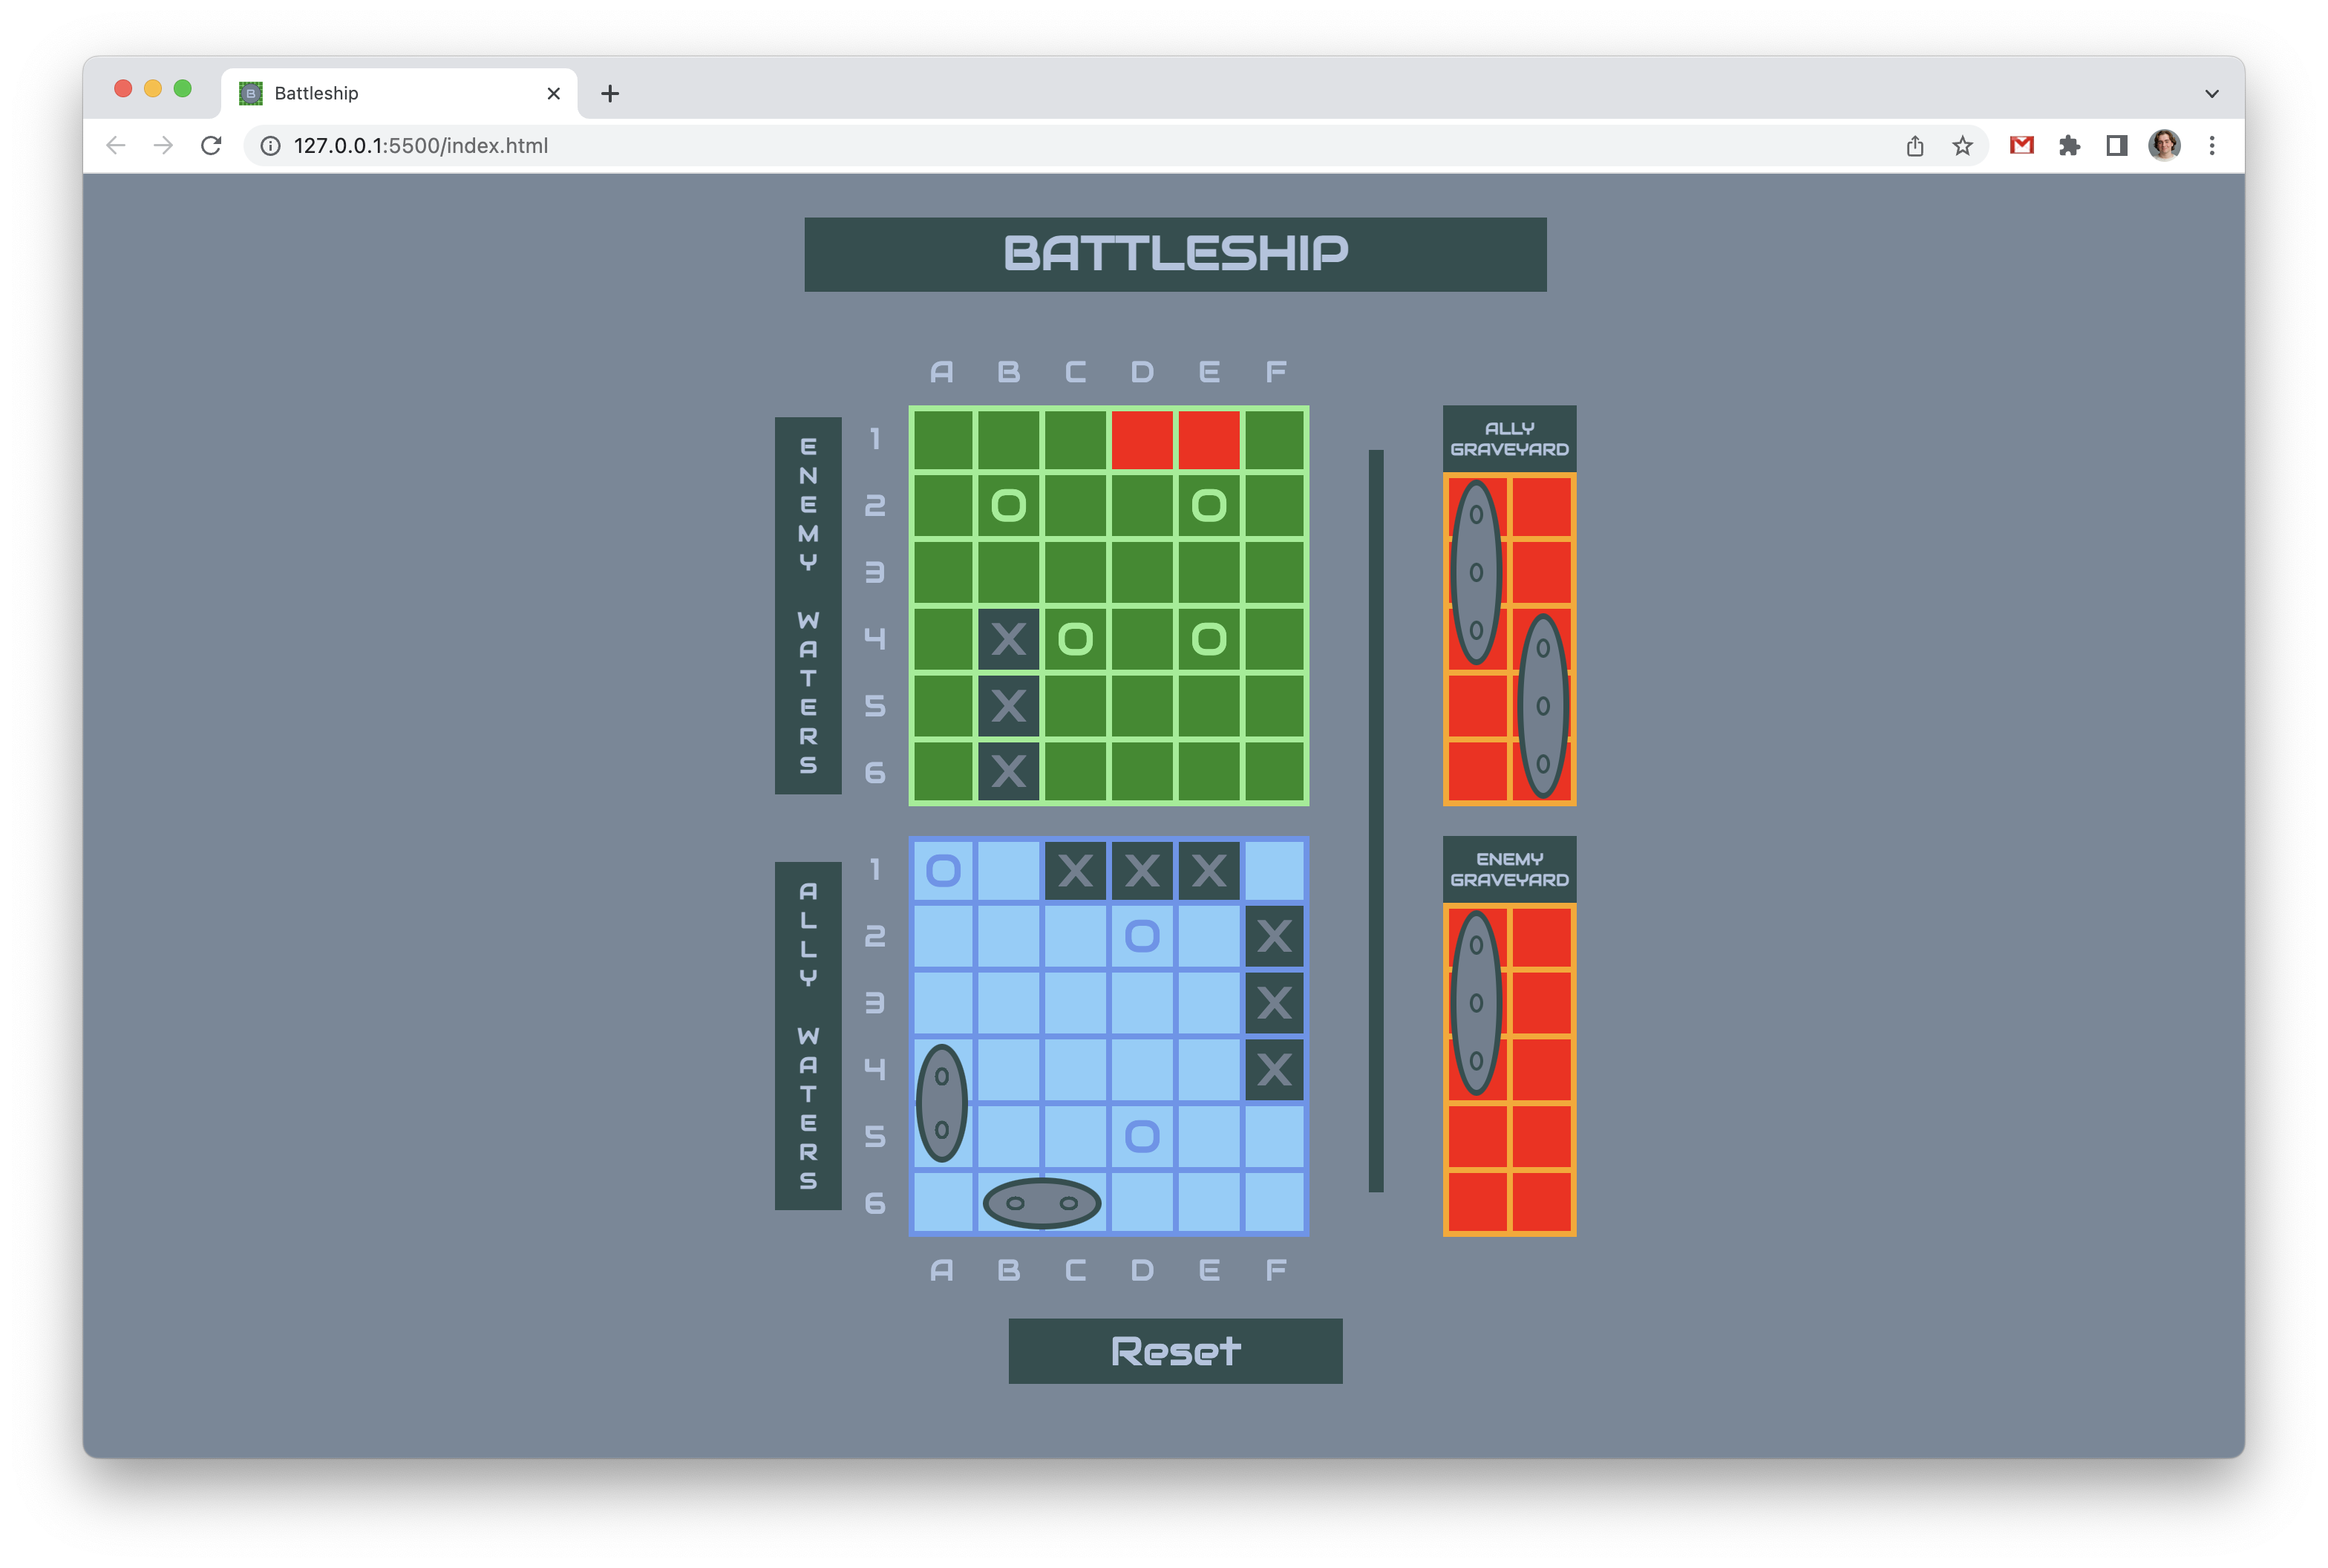 Battleship
127.0.0.1:5500/index.html
BATTLESHIP
A B C D E F
ENEMY WATERS
1
2 O O
3
4 X O O
5 X
6 X
ALLY
GRAVEYARD
ALLY WATERS
1 O X X X
2 O X
3 X
4 X
5 O
6
A B C D E F
ENEMY
GRAVEYARD
Reset